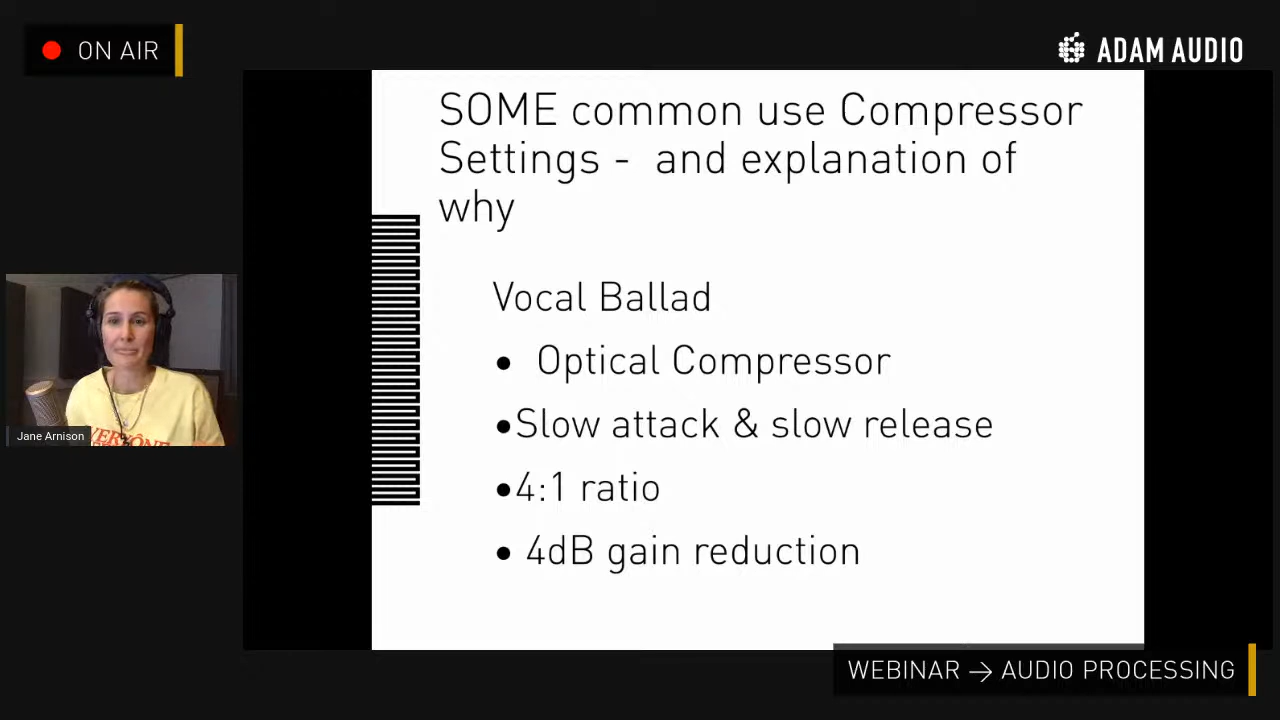 ON AIR
ADAM AUDIO
SOME common use Compressor
Settings - and explanation of
why
Vocal Ballad
• Optical Compressor
•Slow attack & slow release
•4:1 ratio
• 4dB gain reduction
Jane Arnison
WEBINAR → AUDIO PROCESSING